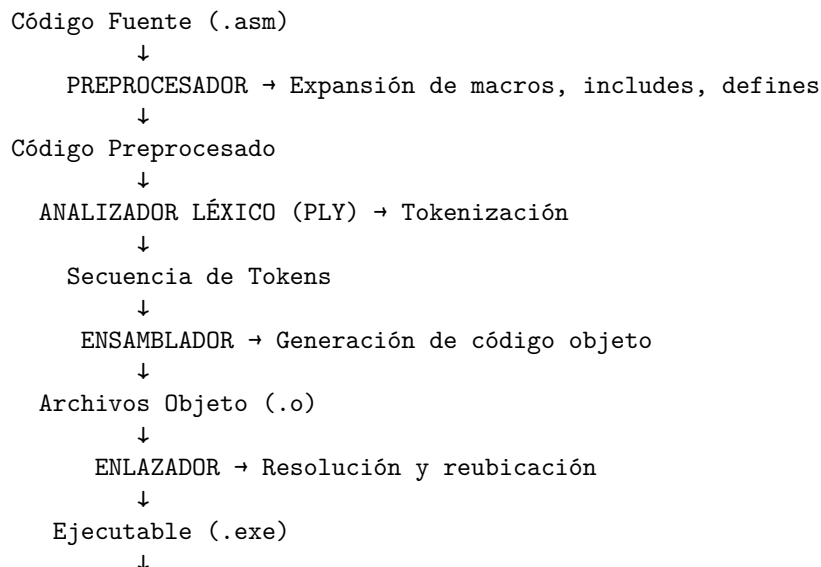 Código Fuente (.asm)
↓
PREPROCESADOR → Expansión de macros, includes, defines
↓
Código Preprocesado
↓
ANALIZADOR LÉXICO (PLY) → Tokenización
↓
Secuencia de Tokens
↓
ENSAMBLADOR → Generación de código objeto
↓
Archivos Objeto (.o)
↓
ENLAZADOR → Resolución y reubicación
↓
Ejecutable (.exe)
↓